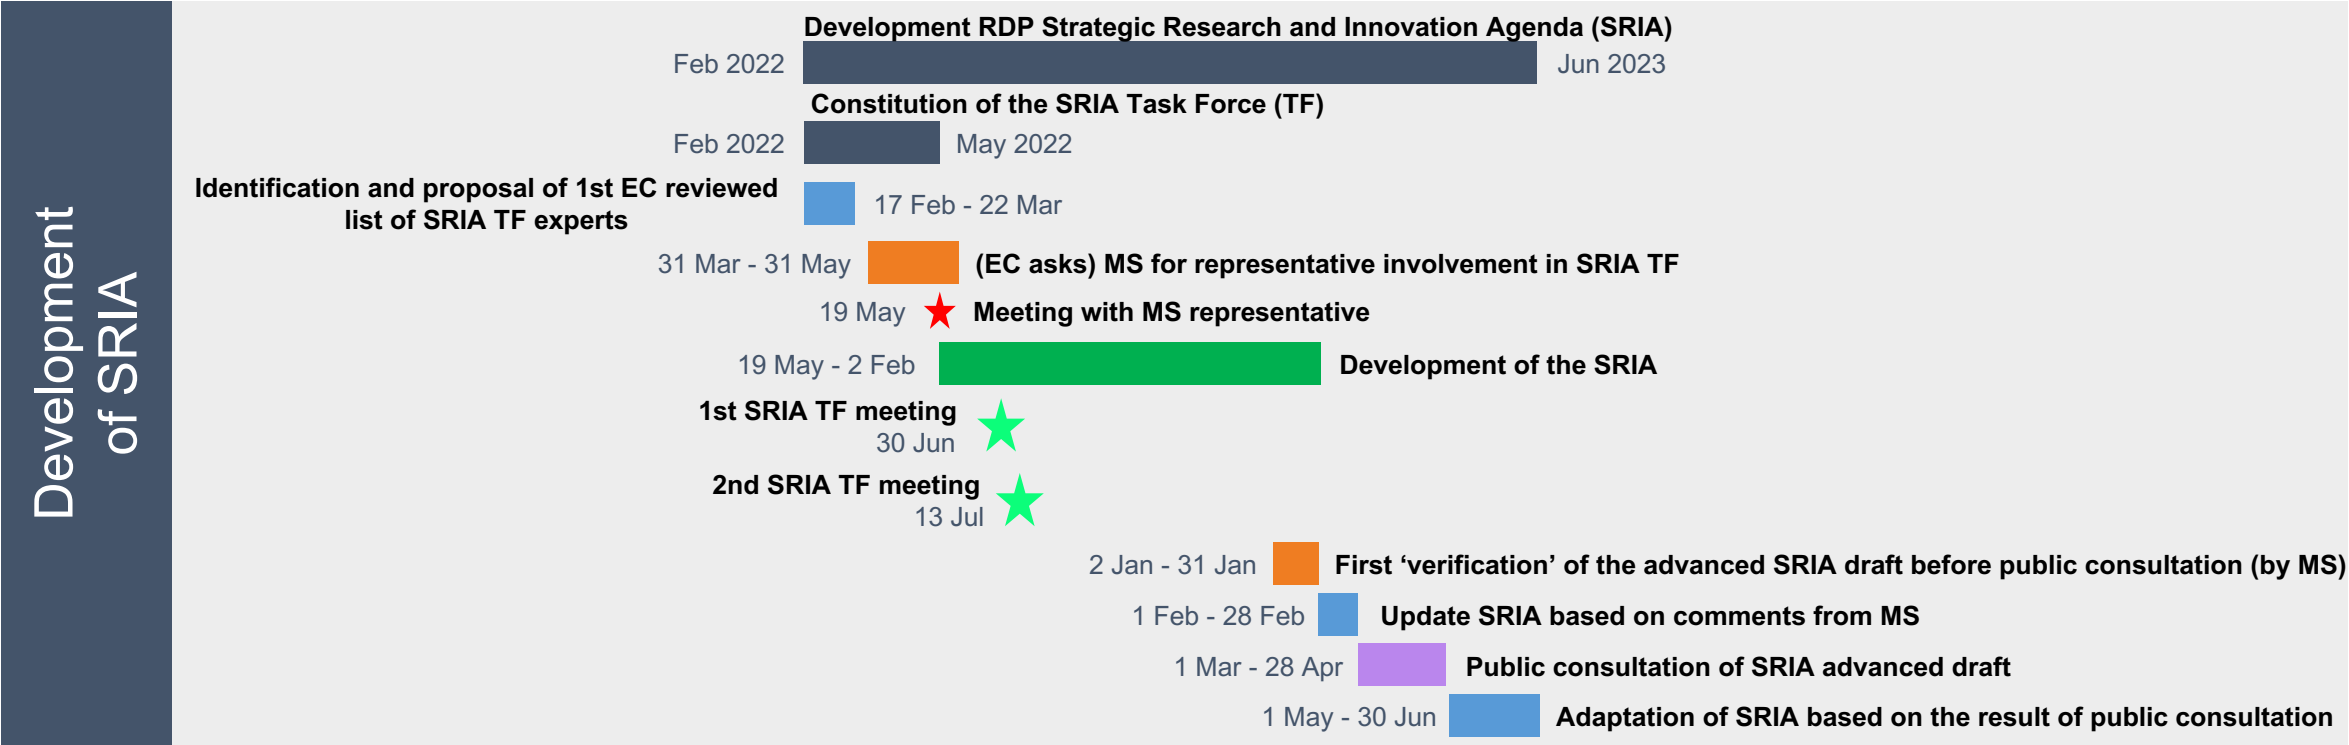 Development
of SRIA
Development RDP Strategic Research and Innovation Agenda (SRIA)
Feb 2022
Jun 2023
Constitution of the SRIA Task Force (TF)
Feb 2022
May 2022
Identification and proposal of 1st EC reviewed
list of SRIA TF experts
17 Feb - 22 Mar
31 Mar - 31 May
(EC asks) MS for representative involvement in SRIA TF
19 May
Meeting with MS representative
19 May - 2 Feb
Development of the SRIA
1st SRIA TF meeting
30 Jun
2nd SRIA TF meeting
13 Jul
2 Jan - 31 Jan
First ‘verification’ of the advanced SRIA draft before public consultation (by MS)
1 Feb - 28 Feb
Update SRIA based on comments from MS
1 Mar - 28 Apr
Public consultation of SRIA advanced draft
1 May - 30 Jun
Adaptation of SRIA based on the result of public consultation